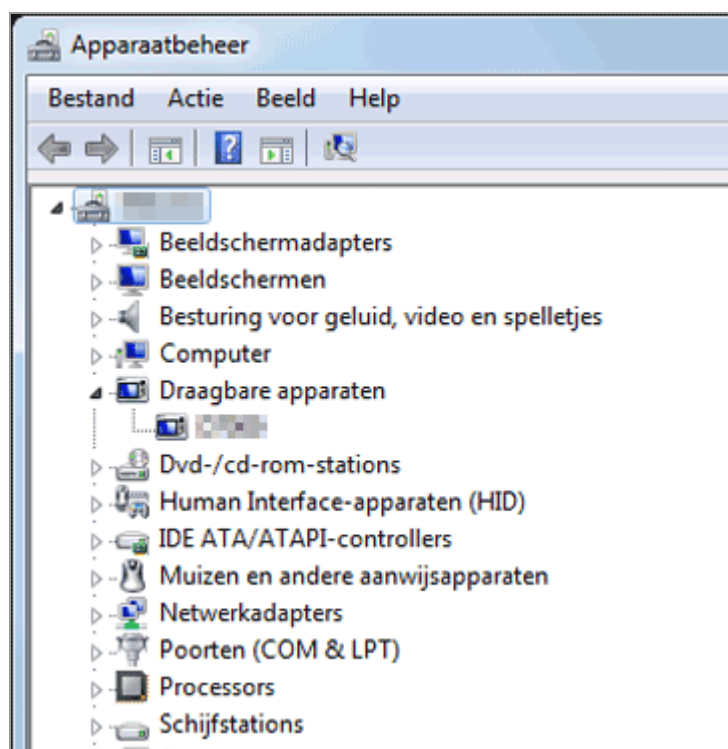 Apparaatbeheer
Bestand Actie Beeld Help
Beeldschermadapters
Beeldschermen
Besturing voor geluid, video en spelletjes
Computer
Draagbare apparaten
Dvd-/cd-rom-stations
Human Interface-apparaten (HID)
IDE ATA/ATAPI-controllers
Muizen en andere aanwijsapparaten
Netwerkadapters
Poorten (COM & LPT)
Processors
Schijfstations